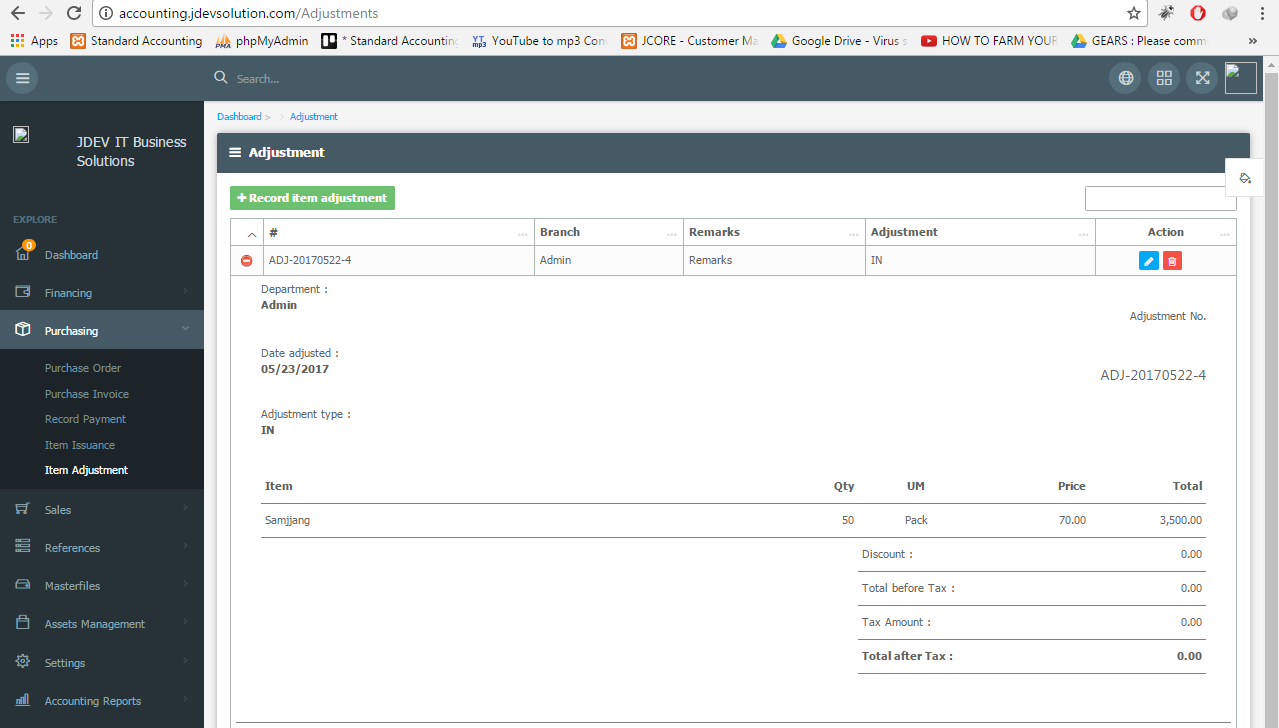 accounting.jdevsolution.com/Adjustments
Apps Standard Accounting phpMyAdmin * Standard Accounting YouTube to mp3 Con JCORE - Customer Ma Google Drive - Virus s HOW TO FARM YOUR GEARS : Please comm »
Search...
JDEV IT Business
Solutions
EXPLORE
0
Dashboard
Financing
Purchasing
Purchase Order
Purchase Invoice
Record Payment
Item Issuance
Item Adjustment
Sales
References
Masterfiles
Assets Management
Settings
Accounting Reports
Dashboard > Adjustment
Adjustment
+ Record item adjustment
# ... Branch ... Remarks ... Adjustment ... Action ...
ADJ-20170522-4 Admin Remarks IN
Department :
Admin
Adjustment No.
Date adjusted :
05/23/2017
ADJ-20170522-4
Adjustment type :
IN
Item Qty UM Price Total
Samjjang 50 Pack 70.00 3,500.00
Discount : 0.00
Total before Tax : 0.00
Tax Amount : 0.00
Total after Tax : 0.00